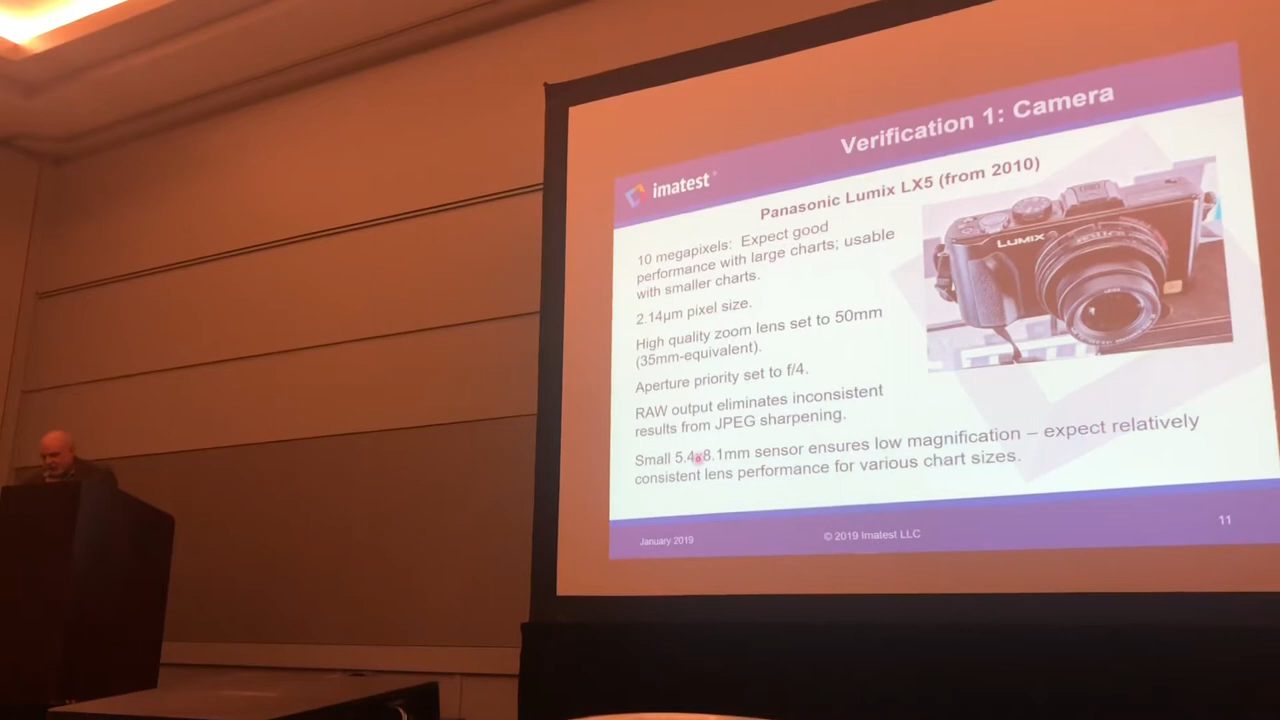 Verification 1: Camera
imatest
Panasonic Lumix LX5 (from 2010)
10 megapixels: Expect good
performance with large charts; usable
with smaller charts.
2.14µm pixel size.
High quality zoom lens set to 50mm
(35mm-equivalent).
Aperture priority set to f/4.
RAW output eliminates inconsistent
results from JPEG sharpening.
Small 5.4x8.1mm sensor ensures low magnification – expect relatively
consistent lens performance for various chart sizes.
LUMIX
January 2019
© 2019 Imatest LLC
11